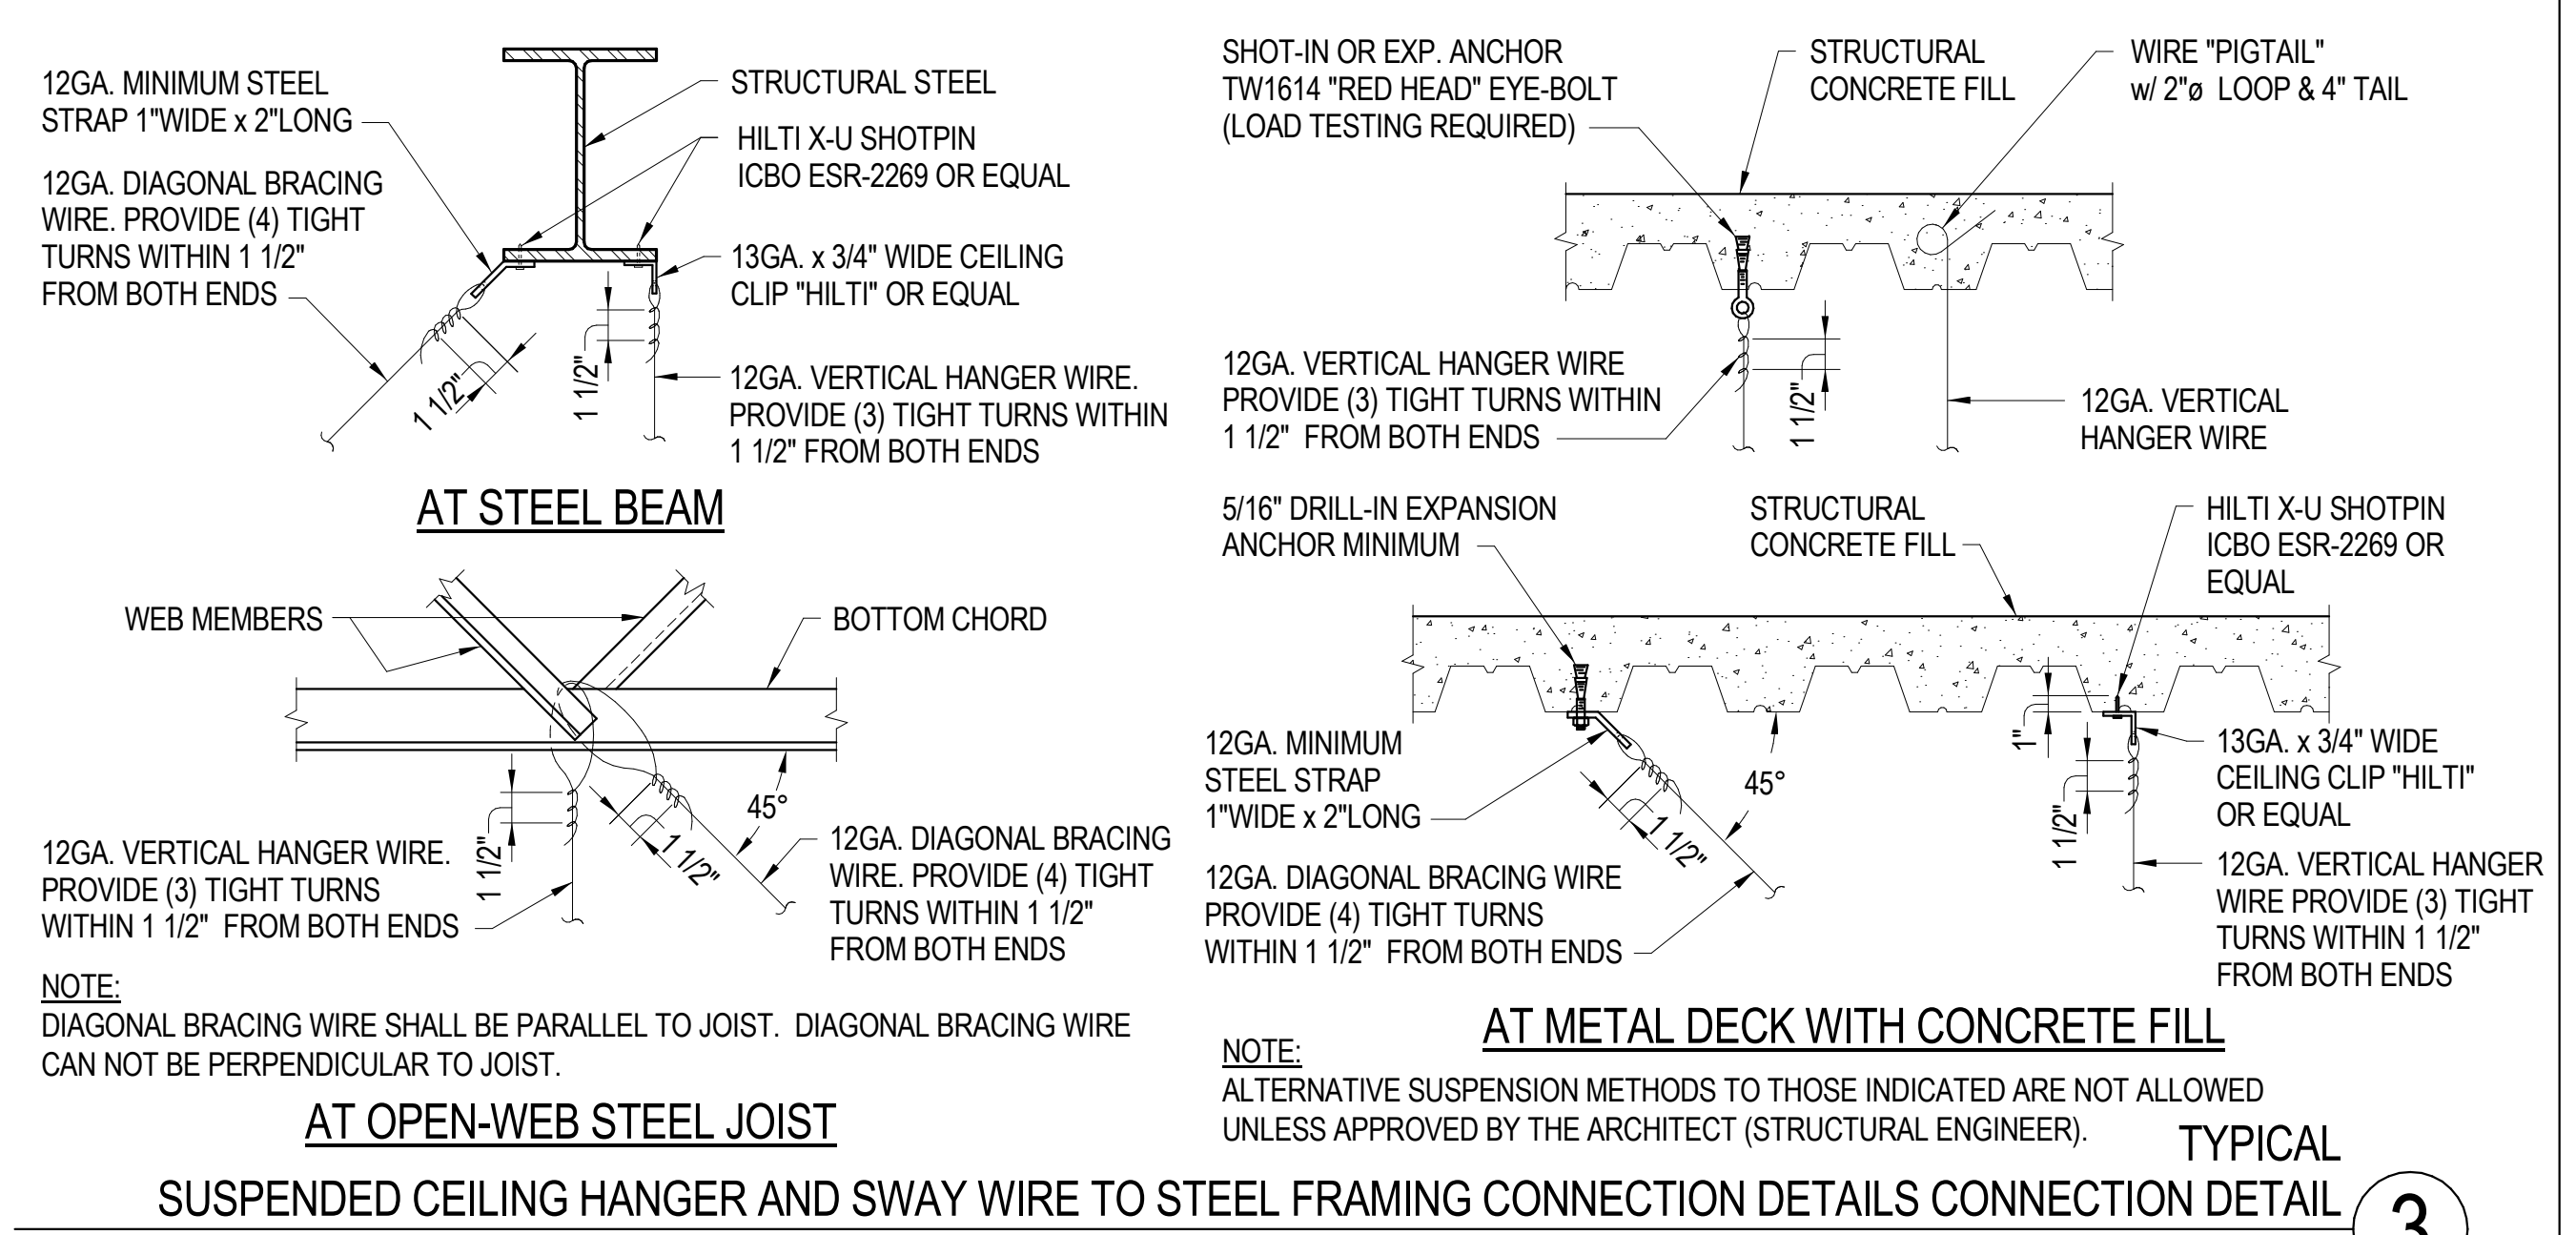 12GA. MINIMUM STEEL
STRAP 1"WIDE x 2"LONG
12GA. DIAGONAL BRACING
WIRE. PROVIDE (4) TIGHT
TURNS WITHIN 1 1/2"
FROM BOTH ENDS
STRUCTURAL STEEL
HILTI X-U SHOTPIN
ICBO ESR-2269 OR EQUAL
13GA. x 3/4" WIDE CEILING
CLIP "HILTI" OR EQUAL
12GA. VERTICAL HANGER WIRE.
PROVIDE (3) TIGHT TURNS WITHIN
1 1/2" FROM BOTH ENDS
1 1/2"
1 1/2"
AT STEEL BEAM
WEB MEMBERS
BOTTOM CHORD
45°
1 1/2"
1 1/2"
12GA. VERTICAL HANGER WIRE.
PROVIDE (3) TIGHT TURNS
WITHIN 1 1/2" FROM BOTH ENDS
12GA. DIAGONAL BRACING
WIRE. PROVIDE (4) TIGHT
TURNS WITHIN 1 1/2"
FROM BOTH ENDS
NOTE:
DIAGONAL BRACING WIRE SHALL BE PARALLEL TO JOIST. DIAGONAL BRACING WIRE
CAN NOT BE PERPENDICULAR TO JOIST.
AT OPEN-WEB STEEL JOIST
SHOT-IN OR EXP. ANCHOR
TW1614 "RED HEAD" EYE-BOLT
(LOAD TESTING REQUIRED)
STRUCTURAL
CONCRETE FILL
WIRE "PIGTAIL"
w/ 2"ø LOOP & 4" TAIL
12GA. VERTICAL HANGER WIRE
PROVIDE (3) TIGHT TURNS WITHIN
1 1/2" FROM BOTH ENDS
1 1/2"
12GA. VERTICAL
HANGER WIRE
5/16" DRILL-IN EXPANSION
ANCHOR MINIMUM
STRUCTURAL
CONCRETE FILL
HILTI X-U SHOTPIN
ICBO ESR-2269 OR
EQUAL
12GA. MINIMUM
STEEL STRAP
1"WIDE x 2"LONG
45°
1 1/2"
1"
1 1/2"
13GA. x 3/4" WIDE
CEILING CLIP "HILTI"
OR EQUAL
12GA. DIAGONAL BRACING WIRE
PROVIDE (4) TIGHT TURNS
WITHIN 1 1/2" FROM BOTH ENDS
12GA. VERTICAL HANGER
WIRE PROVIDE (3) TIGHT
TURNS WITHIN 1 1/2"
FROM BOTH ENDS
AT METAL DECK WITH CONCRETE FILL
NOTE:
ALTERNATIVE SUSPENSION METHODS TO THOSE INDICATED ARE NOT ALLOWED
UNLESS APPROVED BY THE ARCHITECT (STRUCTURAL ENGINEER).
TYPICAL
SUSPENDED CEILING HANGER AND SWAY WIRE TO STEEL FRAMING CONNECTION DETAILS CONNECTION DETAIL
3